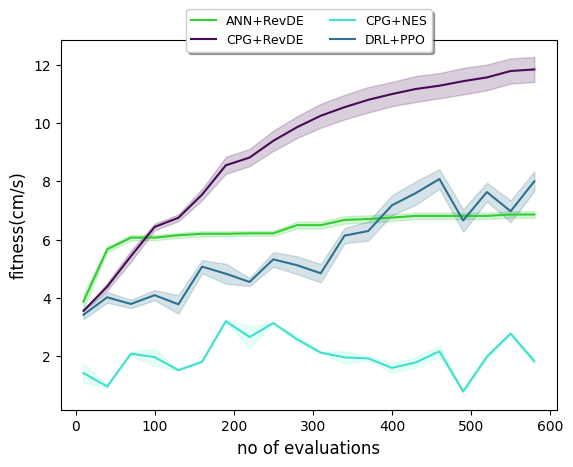 ANN+RevDE CPG+NES
CPG+RevDE DRL+PPO
fitness(cm/s)
12
10
8
6
4
2
0 100 200 300 400 500 600
no of evaluations